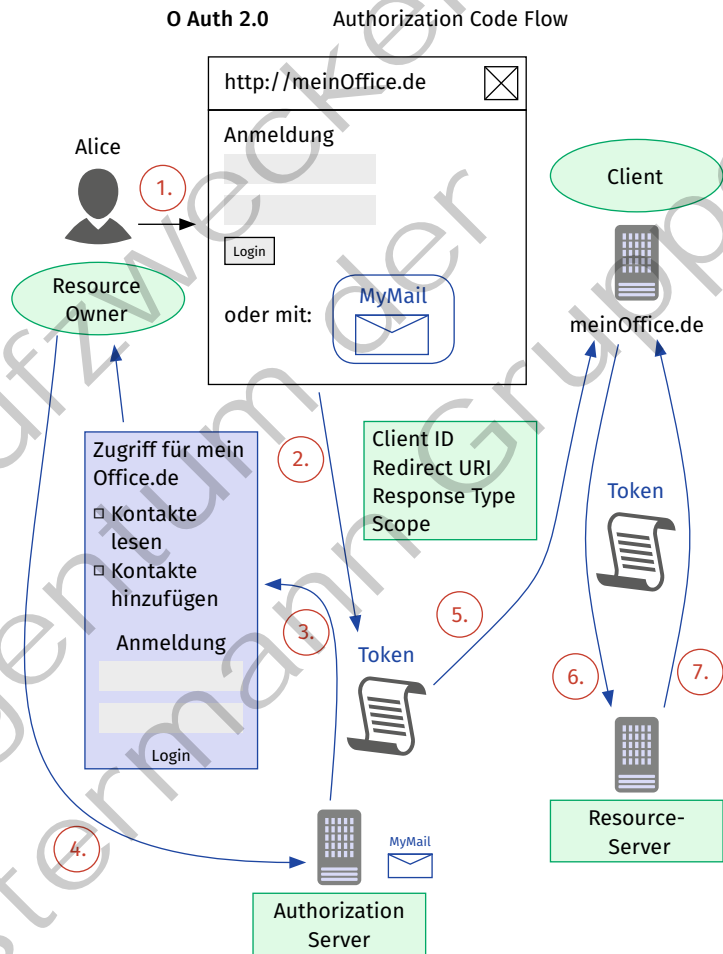 O Auth 2.0 Authorization Code Flow
http://meinOffice.de
Anmeldung
Login
oder mit:
MyMail
Alice
1.
Resource
Owner
Client
meinOffice.de
2.
Client ID
Redirect URI
Response Type
Scope
Zugriff für mein
Office.de
Kontakte
lesen
Kontakte
hinzufügen
Anmeldung
Login
3.
Token
5.
Token
6.
7.
4.
MyMail
Authorization
Server
Resource-
Server
der
Gruppe